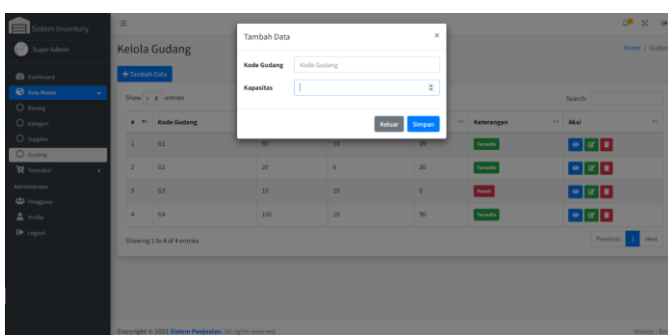 Sistem Inventory
Super Admin
Dashboard
Data Master
Barang
Kategori
Supplier
Gudang
Transaksi
Administrator
Pengguna
Profile
Logout
Kelola Gudang
Home / Gudan
+ Tambah Data
Show entries
Search:
# Kode Gudang Keterangan Aksi
1 G1 50 15 35 Tersedia
2 G2 20 0 20 Tersedia
3 G3 10 10 0 Penuh
4 G4 100 10 90 Tersedia
Showing 1 to 4 of 4 entries
Previous 1 Next
Tambah Data ×
Kode Gudang Kode Gudang
Kapasitas
Keluar Simpan
Copyright © 2022 Sistem Penjualan. All rights reserved.
Version :